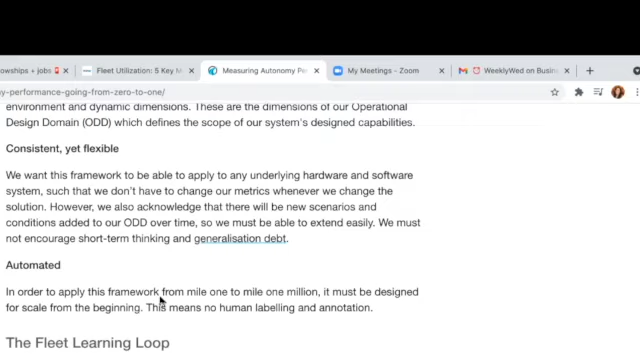 owships + jobs
Fleet Utilization: 5 Key M
Measuring Autonomy Pe
My Meetings - Zoom
WeeklyWed on Busin
ny-performance-going-from-zero-to-one/
environment and dynamic dimensions. These are the dimensions of our Operational
Design Domain (ODD) which defines the scope of our system's designed capabilities.
Consistent, yet flexible
We want this framework to be able to apply to any underlying hardware and software
system, such that we don't have to change our metrics whenever we change the
solution. However, we also acknowledge that there will be new scenarios and
conditions added to our ODD over time, so we must be able to extend easily. We must
not encourage short-term thinking and generalisation debt.
Automated
In order to apply this framework from mile one to mile one million, it must be designed
for scale from the beginning. This means no human labelling and annotation.
The Fleet Learning Loop